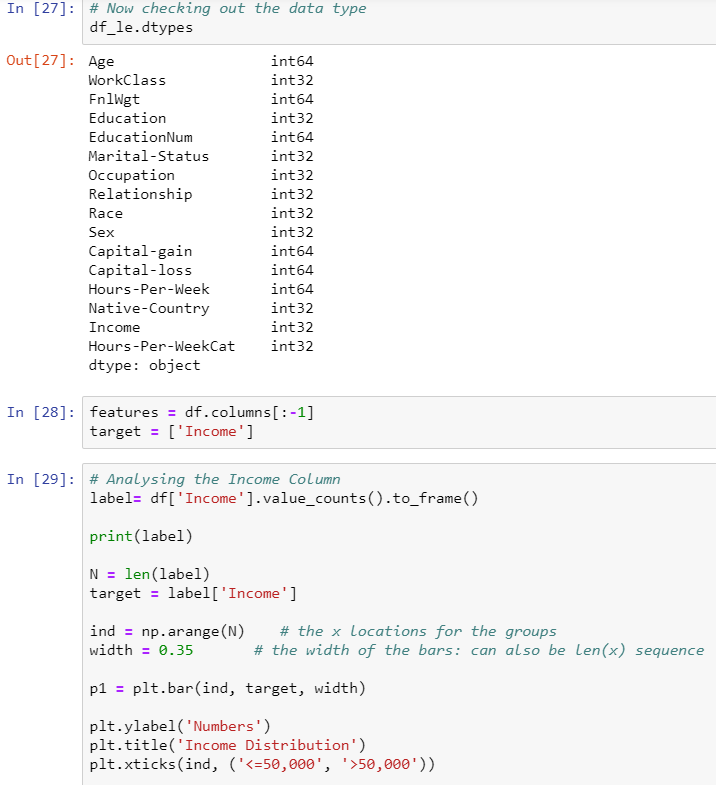 In [27]: # Now checking out the data type
df_le.dtypes
Out[27]: Age int64
WorkClass int32
FnlWgt int64
Education int32
EducationNum int64
Marital-Status int32
Occupation int32
Relationship int32
Race int32
Sex int32
Capital-gain int64
Capital-loss int64
Hours-Per-Week int64
Native-Country int32
Income int32
Hours-Per-WeekCat int32
dtype: object
In [28]: features = df.columns[:-1]
target = ['Income']
In [29]: # Analysing the Income Column
label= df['Income'].value_counts().to_frame()
print(label)
N = len(label)
target = label['Income']
ind = np.arange(N) # the x locations for the groups
width = 0.35 # the width of the bars: can also be len(x) sequence
p1 = plt.bar(ind, target, width)
plt.ylabel('Numbers')
plt.title('Income Distribution')
plt.xticks(ind, ('<=50,000', '>50,000'))